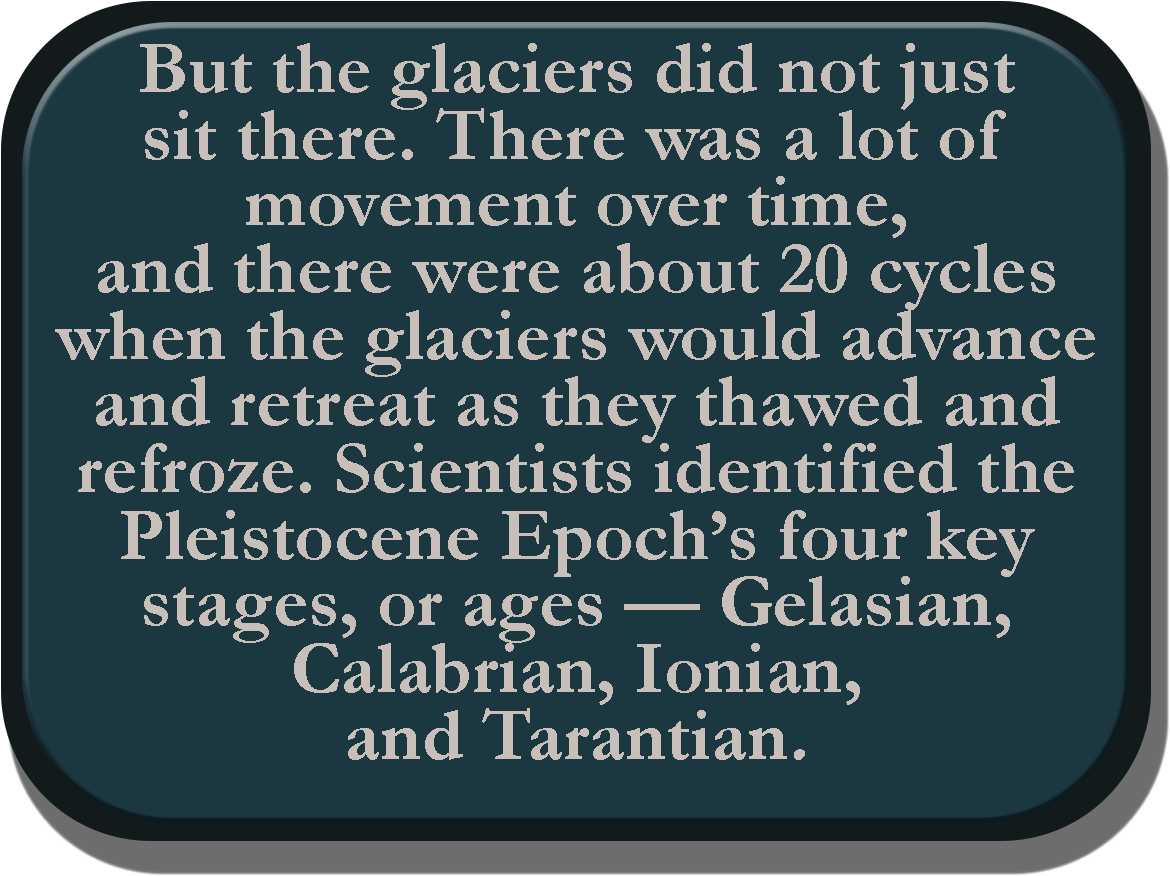 But the glaciers did not just
sit there. There was a lot of
movement over time,
and there were about 20 cycles
when the glaciers would advance
and retreat as they thawed and
refroze. Scientists identified the
Pleistocene Epoch’s four key
stages, or ages — Gelasian,
Calabrian, Ionian,
and Tarantian.